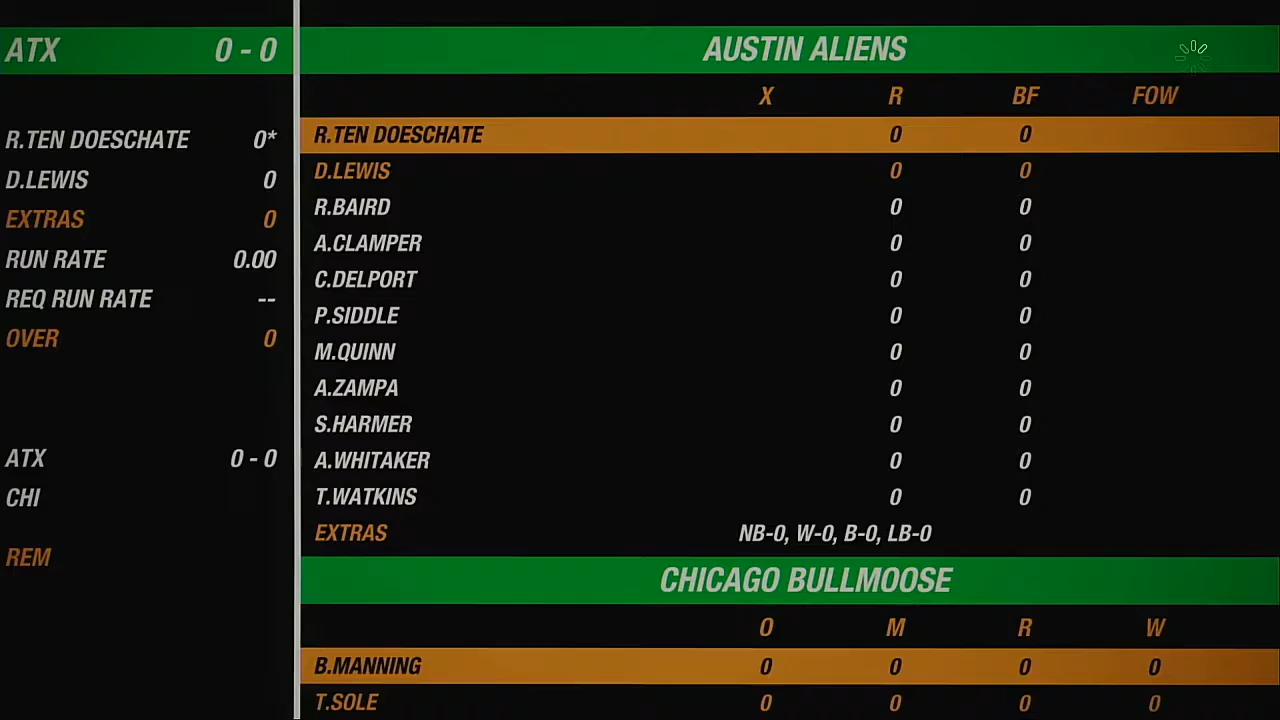 ATX 0 - 0
R.TEN DOESCHATE 0*
D.LEWIS 0
EXTRAS 0
RUN RATE 0.00
REQ RUN RATE --
OVER 0
ATX 0 - 0
CHI
REM
AUSTIN ALIENS
X R BF FOW
R.TEN DOESCHATE 0 0
D.LEWIS 0 0
R.BAIRD 0 0
A.CLAMPER 0 0
C.DELPORT 0 0
P.SIDDLE 0 0
M.QUINN 0 0
A.ZAMPA 0 0
S.HARMER 0 0
A.WHITAKER 0 0
T.WATKINS 0 0
EXTRAS NB-0, W-0, B-0, LB-0
CHICAGO BULLMOOSE
O M R W
B.MANNING 0 0 0 0
T.SOLE 0 0 0 0